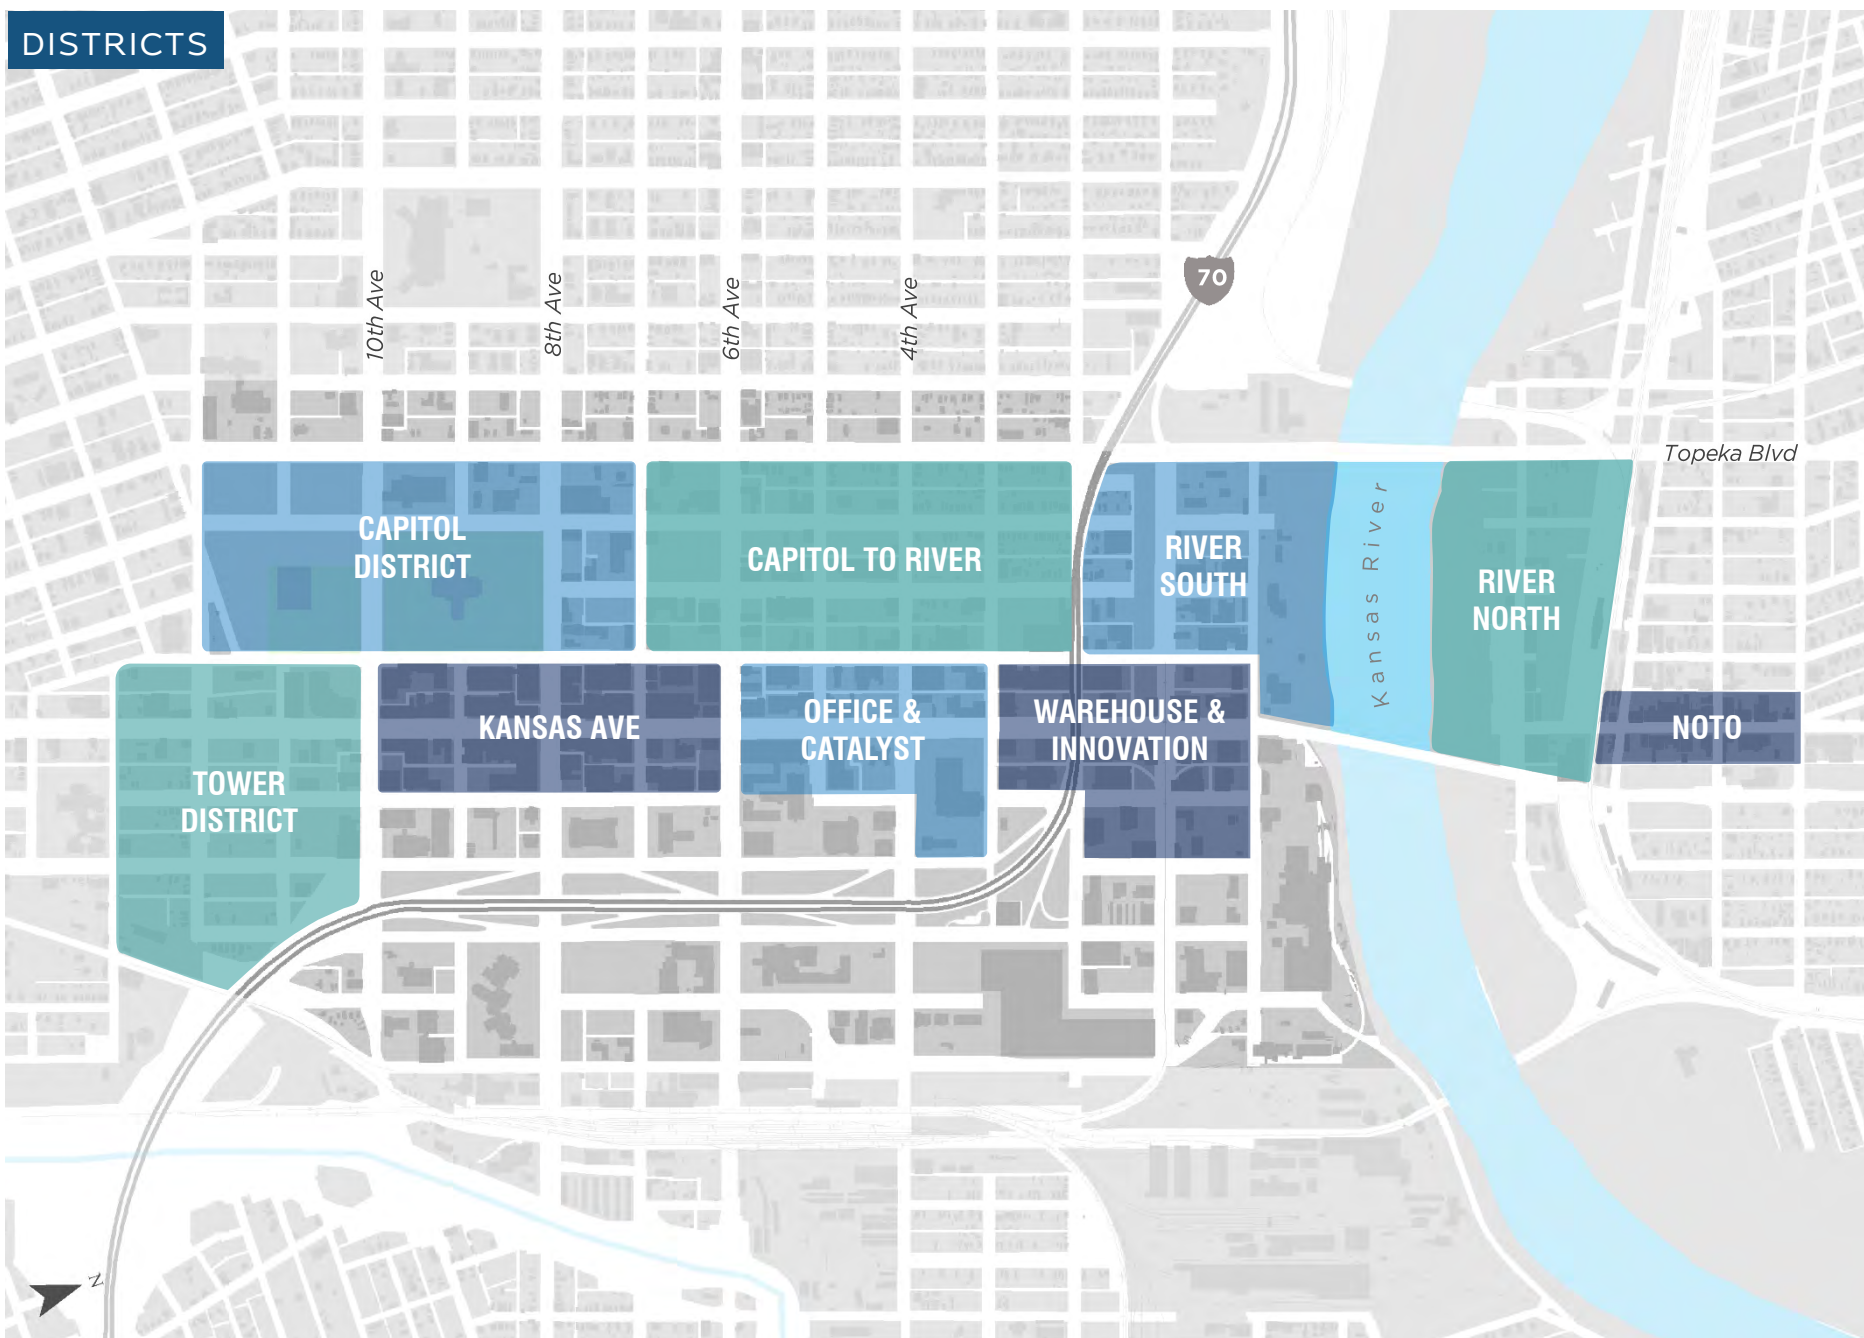 DISTRICTS
70
10th Ave
8th Ave
6th Ave
4th Ave
Topeka Blvd
CAPITOL
DISTRICT
CAPITOL TO RIVER
RIVER
SOUTH
Kansas River
RIVER
NORTH
KANSAS AVE
OFFICE &
CATALYST
WAREHOUSE &
INNOVATION
NOTO
TOWER
DISTRICT
N